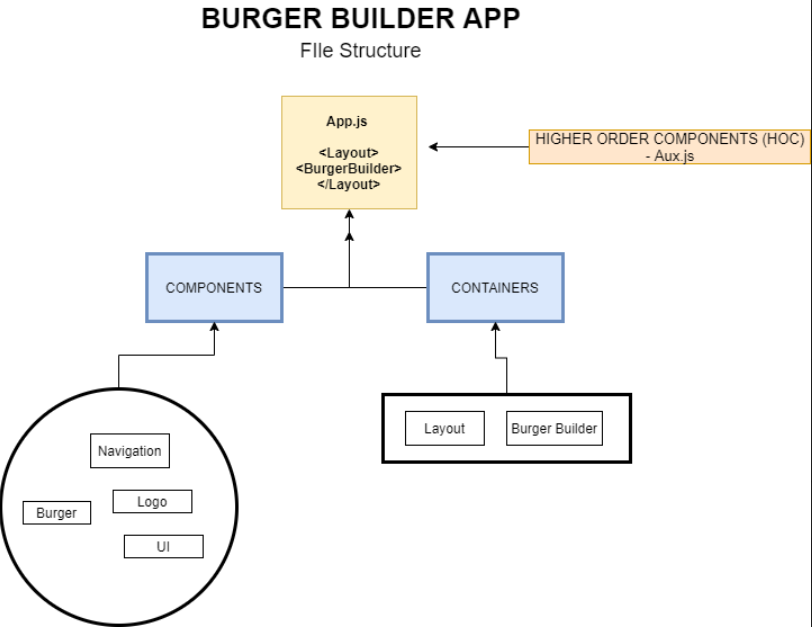 BURGER BUILDER APP
FIle Structure
App.js
<Layout>
<BurgerBuilder>
</Layout>
HIGHER ORDER COMPONENTS (HOC)
- Aux.js
COMPONENTS
CONTAINERS
Navigation
Logo
Burger
UI
Layout
Burger Builder